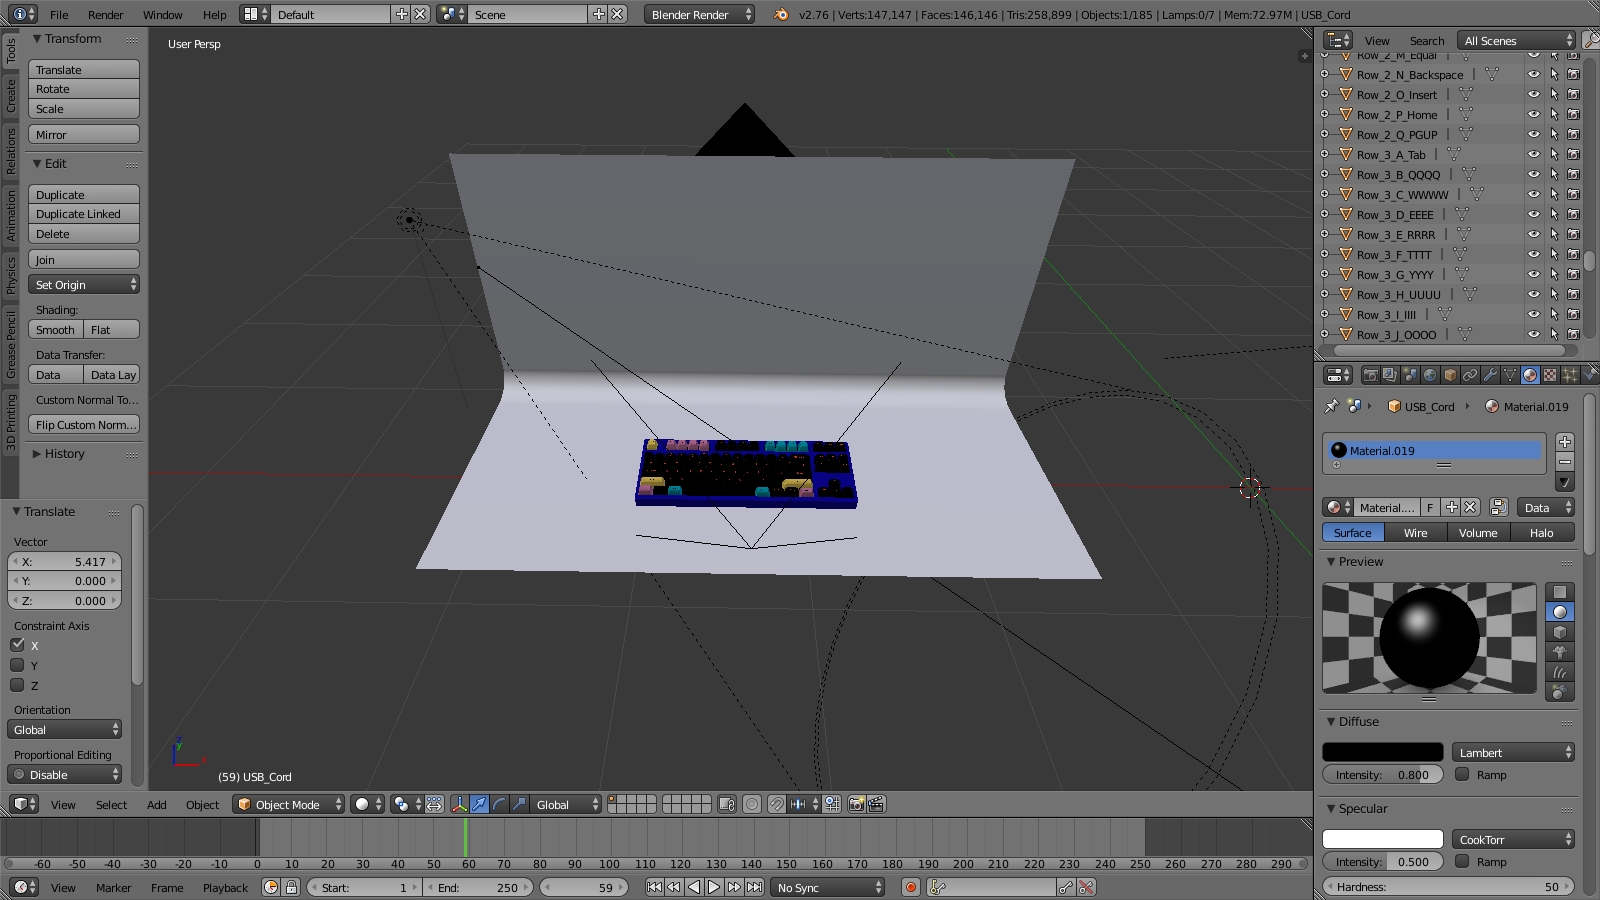 File Render Window Help Default Scene Blender Render v2.76 | Verts:147,147 | Faces:146,146 | Tris:258,899 | Objects:1/185 | Lamps:0/7 | Mem:72.97M | USB_Cord
Tools
Create
Relations
Animation
Physics
Grease Pencil
3D Printing
Transform
Translate
Rotate
Scale
Mirror
Edit
Duplicate
Duplicate Linked
Delete
Join
Set Origin
Shading:
Smooth Flat
Data Transfer:
Data Data Lay
Custom Normal To...
Flip Custom Norm...
History
Translate
Vector
X: 5.417
Y: 0.000
Z: 0.000
Constraint Axis
X
Y
Z
Orientation
Global
Proportional Editing
Disable
User Persp
(59) USB_Cord
View Select Add Object Object Mode Global
-60 -50 -40 -30 -20 -10 0 10 20 30 40 50 60 70 80 90 100 110 120 130 140 150 160 170 180 190 200 210 220 230 240 250 260 270 280 290
View Marker Frame Playback Start: 1 End: 250 59 No Sync
View Search All Scenes
Row_2_M_Equal
Row_2_N_Backspace
Row_2_O_Insert
Row_2_P_Home
Row_2_Q_PGUP
Row_3_A_Tab
Row_3_B_QQQQ
Row_3_C_WWWW
Row_3_D_EEEE
Row_3_E_RRRR
Row_3_F_TTTT
Row_3_G_YYYY
Row_3_H_UUUU
Row_3_I_IIII
Row_3_J_OOOO
USB_Cord Material.019
Material.019
Material.... F Data
Surface Wire Volume Halo
Preview
Diffuse
Lambert
Intensity: 0.800 Ramp
Specular
CookTorr
Intensity: 0.500 Ramp
Hardness: 50